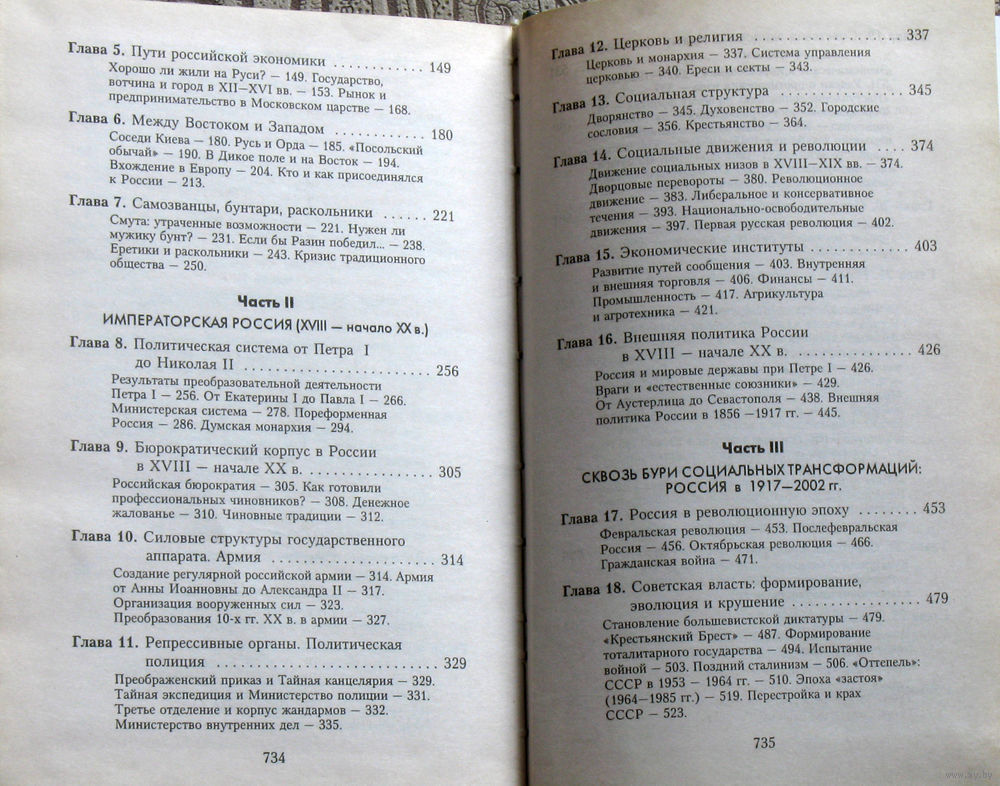 Глава 5. Пути российской экономики . . . . . . . . . . . . 149
Хорошо ли жили на Руси? — 149. Государство,
вотчина и город в XII—XVI вв. — 153. Рынок и
предпринимательство в Московском царстве — 168.
Глава 6. Между Востоком и Западом . . . . . . . . . . . 180
Соседи Киева — 180. Русь и Орда — 185. «Посольский
обычай» — 190. В Дикое поле и на Восток — 194.
Вхождение в Европу — 204. Кто и как присоединялся
к России — 213.
Глава 7. Самозванцы, бунтари, раскольники . . . . . . 221
Смута: утраченные возможности — 221. Нужен ли
мужику бунт? — 231. Если бы Разин победил... — 238.
Еретики и раскольники — 243. Кризис традиционного
общества — 250.
Часть II
ИМПЕРАТОРСКАЯ РОССИЯ (XVIII — начало XX в.)
Глава 8. Политическая система от Петра I
до Николая II . . . . . . . . . . . . . . . . . . . . . 256
Результаты преобразовательной деятельности
Петра I — 256. От Екатерины I до Павла I — 266.
Министерская система — 278. Пореформенная
Россия — 286. Думская монархия — 294.
Глава 9. Бюрократический корпус в России
в XVIII — начале XX в. . . . . . . . . . . . . . . 305
Российская бюрократия — 305. Как готовили
профессиональных чиновников? — 308. Денежное
жалованье — 310. Чиновные традиции — 312.
Глава 10. Силовые структуры государственного
аппарата. Армия . . . . . . . . . . . . . . . . . . . 314
Создание регулярной российской армии — 314. Армия
от Анны Иоанновны до Александра II — 317.
Организация вооруженных сил — 323.
Преобразования 10-х гг. XX в. в армии — 327.
Глава 11. Репрессивные органы. Политическая
полиция . . . . . . . . . . . . . . . . . . . . . . . . 329
Преображенский приказ и Тайная канцелярия — 329.
Тайная экспедиция и Министерство полиции — 331.
Третье отделение и корпус жандармов — 332.
Министерство внутренних дел — 335.
734
Глава 12. Церковь и религия . . . . . . . . . . . . . . . . . 337
Церковь и монархия — 337. Система управления
церковью — 340. Ереси и секты — 343.
Глава 13. Социальная структура . . . . . . . . . . . . . . 345
Дворянство — 345. Духовенство — 352. Городские
сословия — 356. Крестьянство — 364.
Глава 14. Социальные движения и революции . . . . 374
Движение социальных низов в XVIII—XIX вв. — 374.
Дворцовые перевороты — 380. Революционное
движение — 383. Либеральное и консервативное
течения — 393. Национально-освободительные
движения — 397. Первая русская революция — 402.
Глава 15. Экономические институты . . . . . . . . . . . 403
Развитие путей сообщения — 403. Внутренняя
и внешняя торговля — 406. Финансы — 411.
Промышленность — 417. Агрикультура
и агротехника — 421.
Глава 16. Внешняя политика России
в XVIII — начале XX в. . . . . . . . . . . . . . . . 426
Россия и мировые державы при Петре I — 426.
Враги и «естественные союзники» — 429.
От Аустерлица до Севастополя — 438. Внешняя
политика России в 1856 —1917 гг. — 445.
Часть III
СКВОЗЬ БУРИ СОЦИАЛЬНЫХ ТРАНСФОРМАЦИЙ:
РОССИЯ в 1917—2002 гг.
Глава 17. Россия в революционную эпоху . . . . . . . . 453
Февральская революция — 453. Послефевральская
Россия — 456. Октябрьская революция — 466.
Гражданская война — 471.
Глава 18. Советская власть: формирование,
эволюция и крушение . . . . . . . . . . . . . . . . . 479
Становление большевистской диктатуры — 479.
«Крестьянский Брест» — 487. Формирование
тоталитарного государства — 494. Испытание
войной — 503. Поздний сталинизм — 506. «Оттепель»:
СССР в 1953 — 1964 гг. — 510. Эпоха «застоя»
(1964—1985 гг.) — 519. Перестройка и крах
СССР — 523.
735
www.ay.by